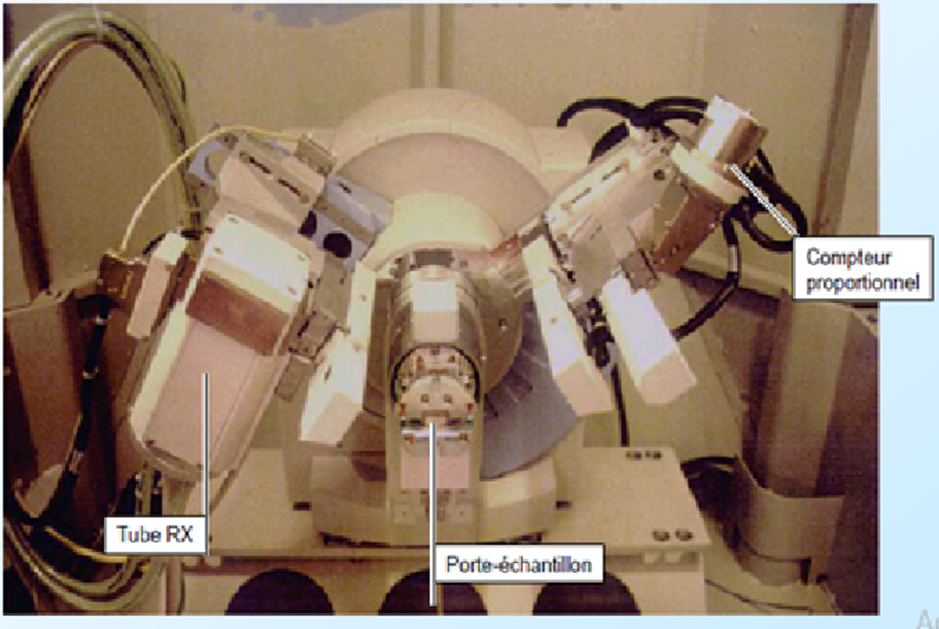 Compteur
proportionnel
Tube RX
Porte-échantillon